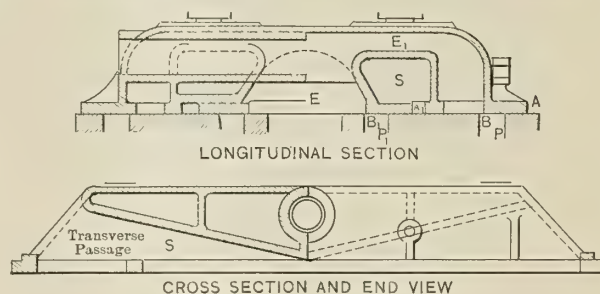 E₁
S
A₁
E
A
B
P₁
B
P
LONGITUDINAL SECTION
Transverse
Passage
S
CROSS SECTION AND END VIEW